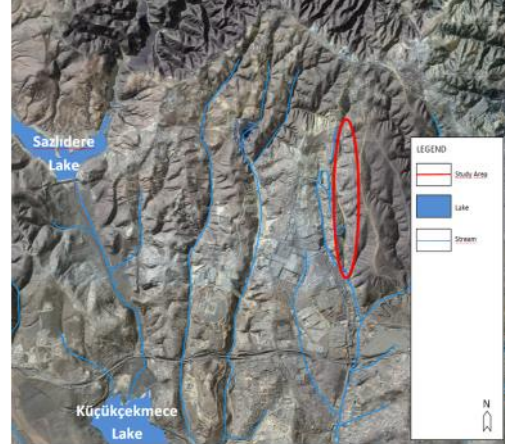 Sazlıdere
Lake
LEGEND
Study Area
Lake
Stream
Küçükçekmece
Lake
N